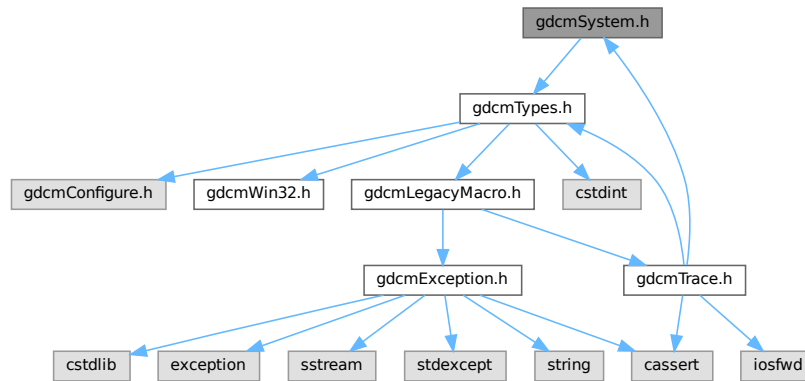 gdcmSystem.h
gdcmTypes.h
gdcmConfigure.h
gdcmWin32.h
gdcmLegacyMacro.h
cstdint
gdcmException.h
gdcmTrace.h
cstdlib
exception
sstream
stdexcept
string
cassert
iosfwd